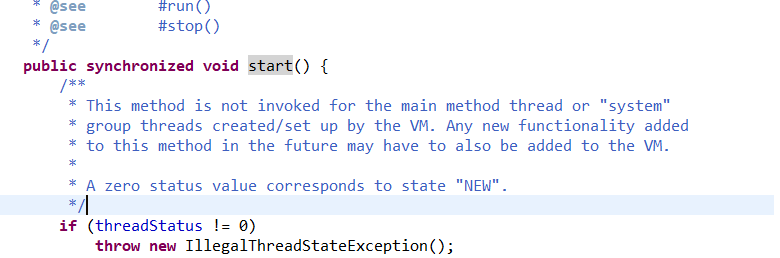 * @see        #run()
* @see        #stop()
*/
public synchronized void start() {
/**
* This method is not invoked for the main method thread or "system"
* group threads created/set up by the VM. Any new functionality added
* to this method in the future may have to also be added to the VM.
*
* A zero status value corresponds to state "NEW".
*/
if (threadStatus != 0)
throw new IllegalThreadStateException();